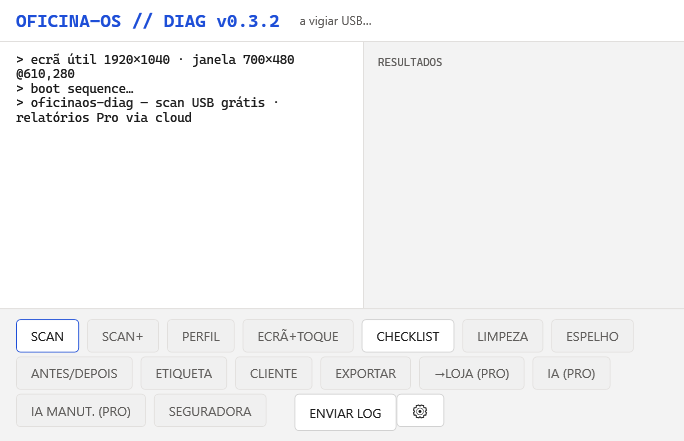 OFICINA-OS // DIAG v0.3.2 a vigiar USB...
> ecrã útil 1920×1040 · janela 700×480
@610,280
> boot sequence…
> oficinaos-diag — scan USB grátis ·
relatórios Pro via cloud
RESULTADOS
SCAN SCAN+ PERFIL ECRÃ+TOQUE CHECKLIST LIMPEZA ESPELHO
ANTES/DEPOIS ETIQUETA CLIENTE EXPORTAR →LOJA (PRO) IA (PRO)
IA MANUT. (PRO) SEGURADORA ENVIAR LOG